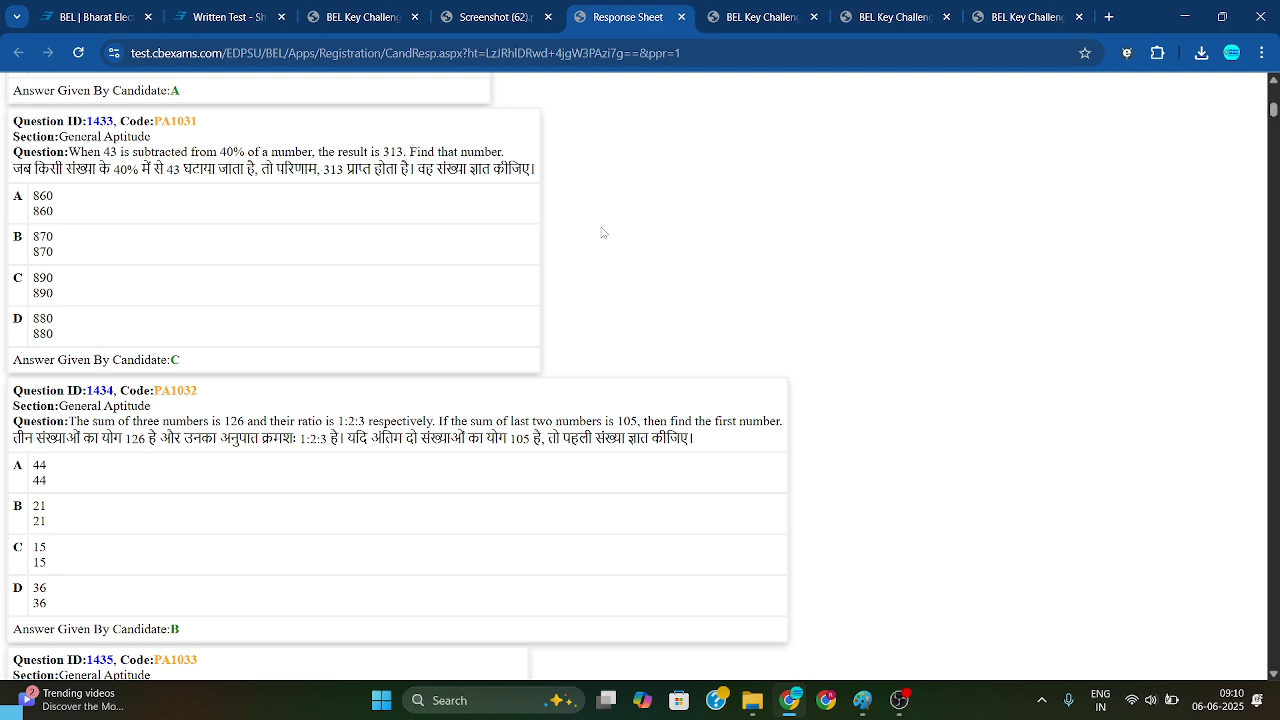 BEL | Bharat Elec
Written Test - Sh
BEL Key Challeng
Screenshot (62).p
Response Sheet
BEL Key Challeng
BEL Key Challeng
BEL Key Challeng
test.cbexams.com/EDPSU/BEL/Apps/Registration/CandResp.aspx?ht=LzJRhIDRwd+4jgW3PAzi7g==&ppr=1
Answer Given By Candidate:A
Question ID:1433, Code:PA1031
Section:General Aptitude
Question:When 43 is subtracted from 40% of a number, the result is 313. Find that number.
जब किसी संख्या के 40% में से 43 घटाया जाता है, तो परिणाम, 313 प्राप्त होता है। वह संख्या ज्ञात कीजिए।
A 860
860
B 870
870
C 890
890
D 880
880
Answer Given By Candidate:C
Question ID:1434, Code:PA1032
Section:General Aptitude
Question:The sum of three numbers is 126 and their ratio is 1:2:3 respectively. If the sum of last two numbers is 105, then find the first number.
तीन संख्याओं का योग 126 है और उनका अनुपात क्रमशः 1:2:3 है। यदि अंतिम दो संख्याओं का योग 105 है, तो पहली संख्या ज्ञात कीजिए।
A 44
44
B 21
21
C 15
15
D 36
36
Answer Given By Candidate:B
Question ID:1435, Code:PA1033
Section:General Aptitude
2
Trending videos
Discover the Mo...
Search
ENG
IN
09:10
06-06-2025